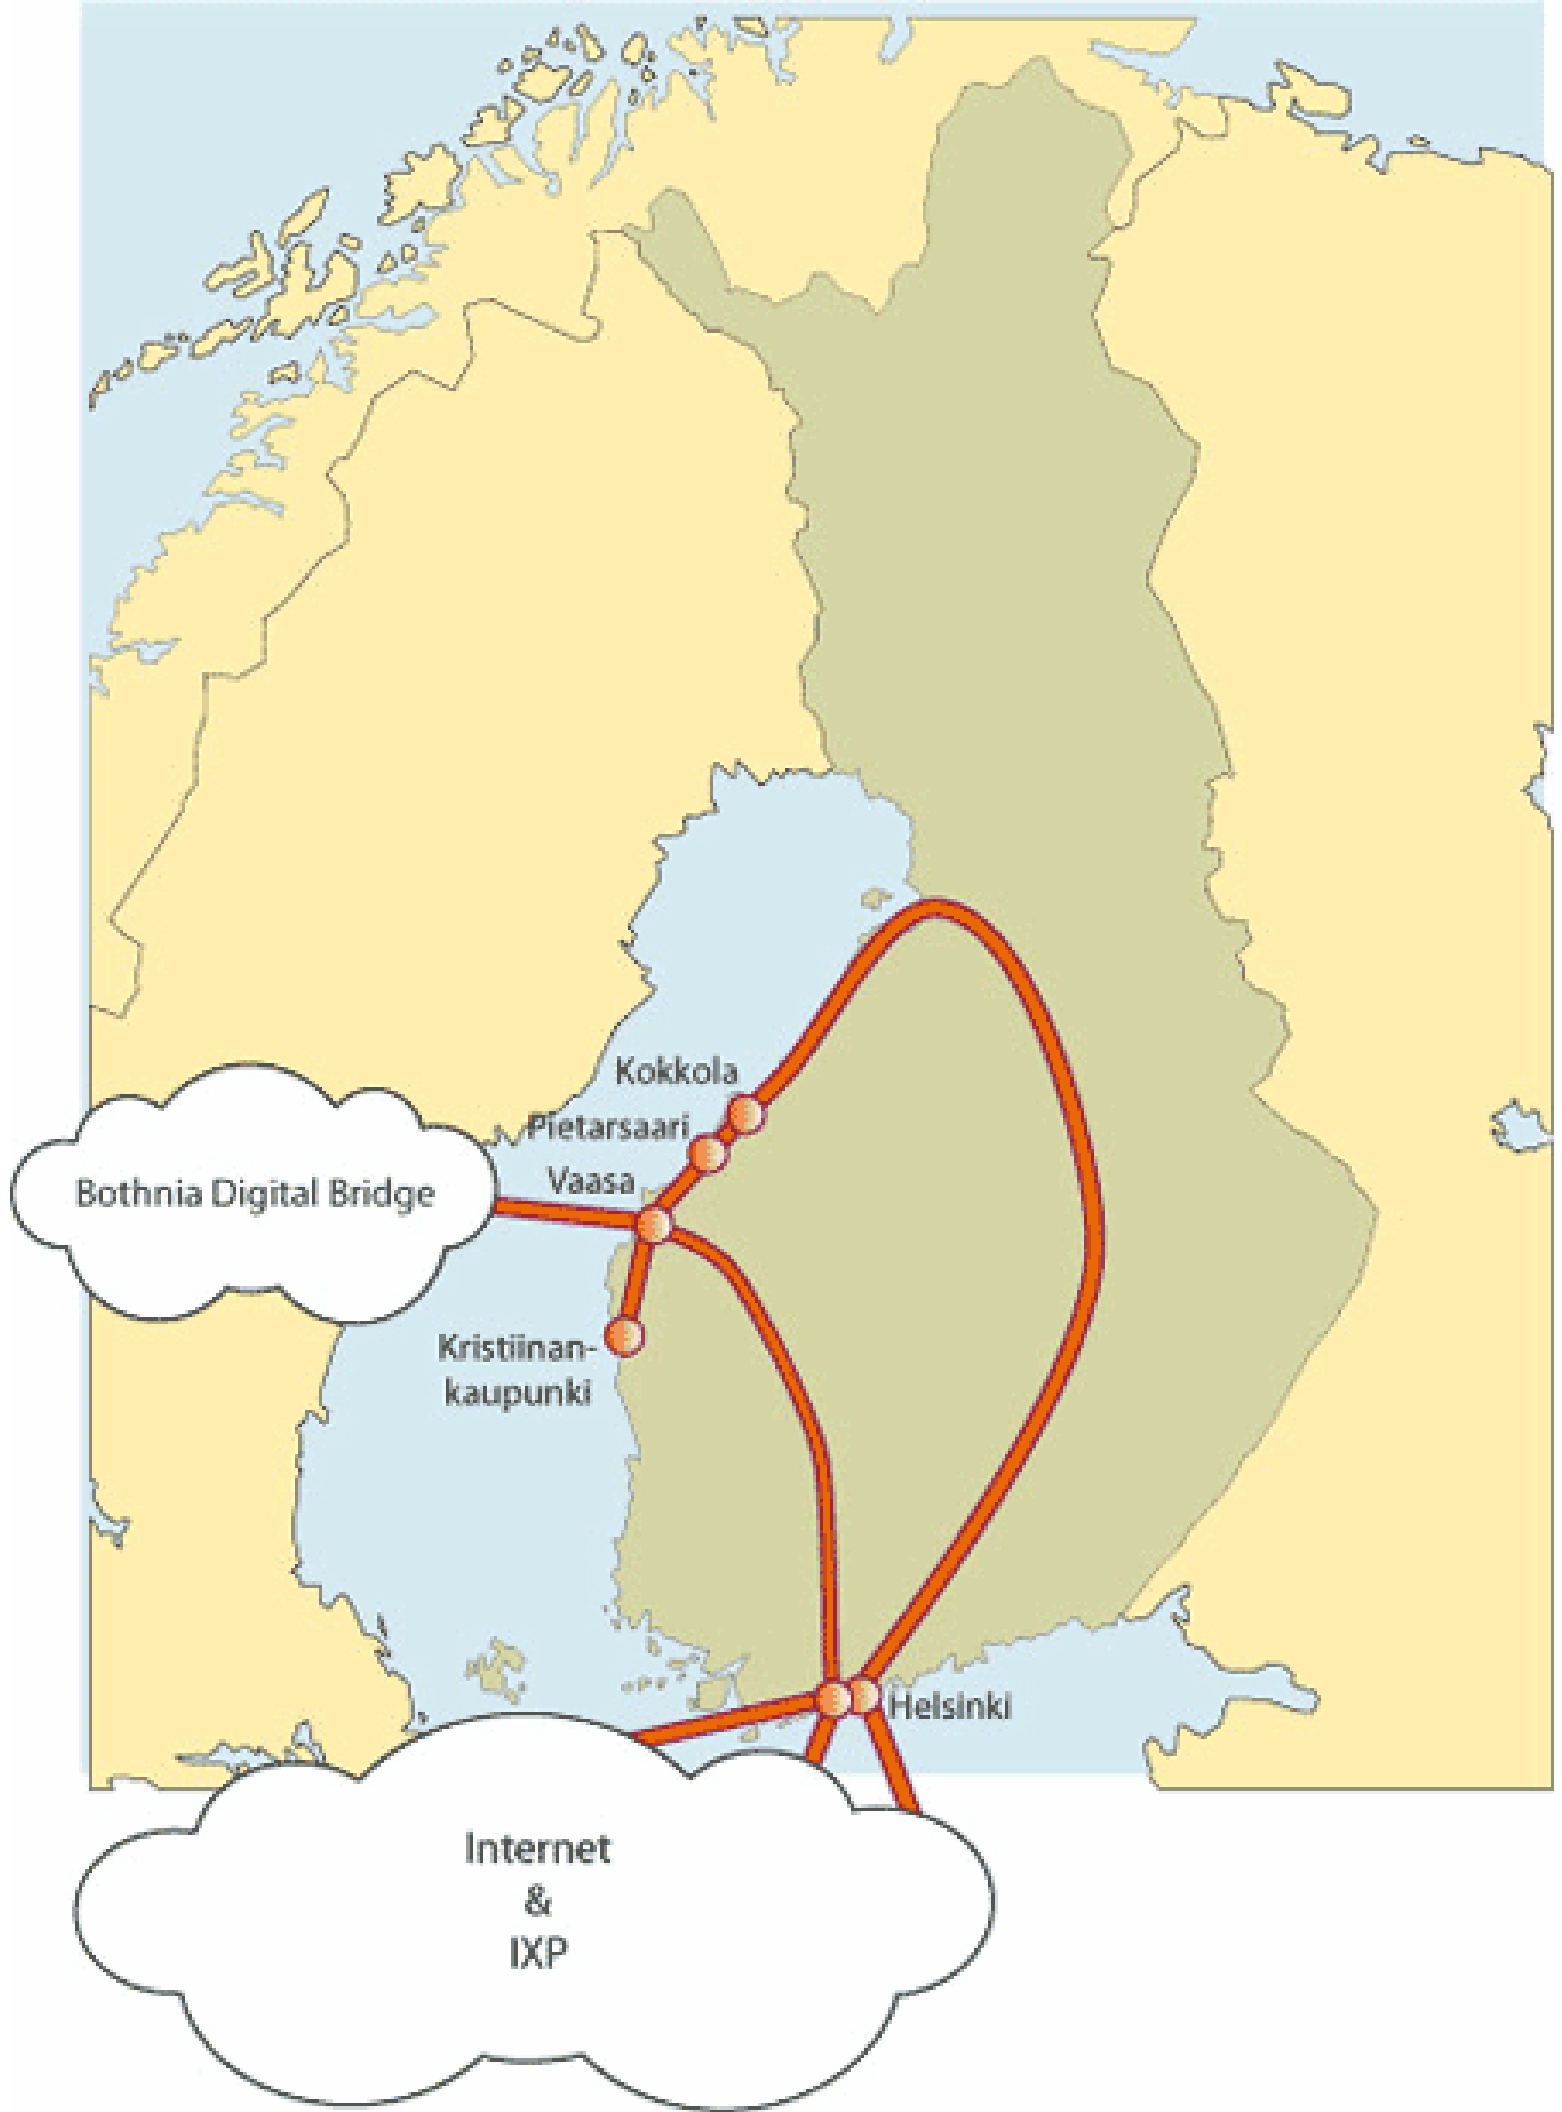 Kokkola
Pietarsaari
Vaasa
Bothnia Digital Bridge
Kristiinan-
kaupunki
Helsinki
Internet
&
IXP